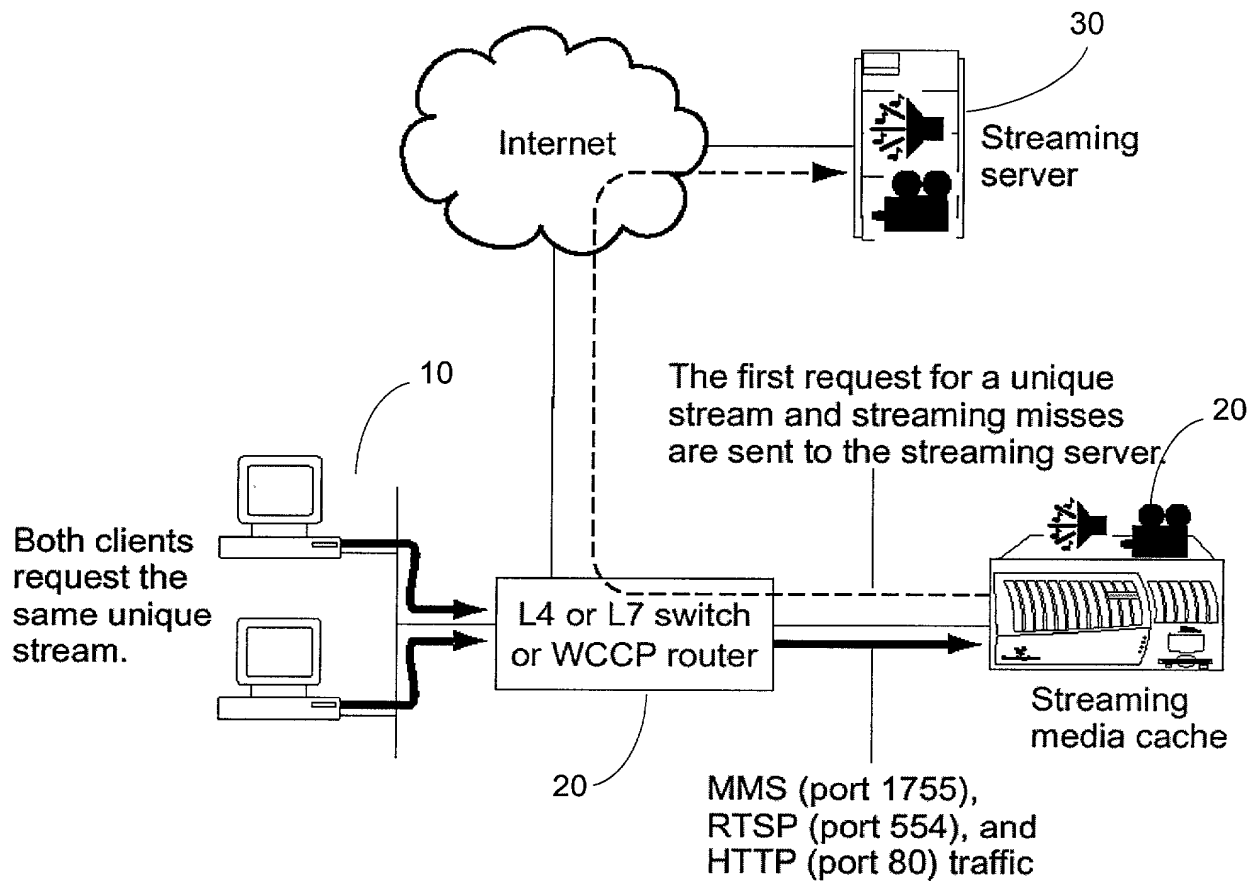 30
Internet
Streaming
server
10
The first request for a unique
stream and streaming misses
are sent to the streaming server.
20
Both clients
request the
same unique
stream.
L4 or L7 switch
or WCCP router
Streaming
media cache
20
MMS (port 1755),
RTSP (port 554), and
HTTP (port 80) traffic